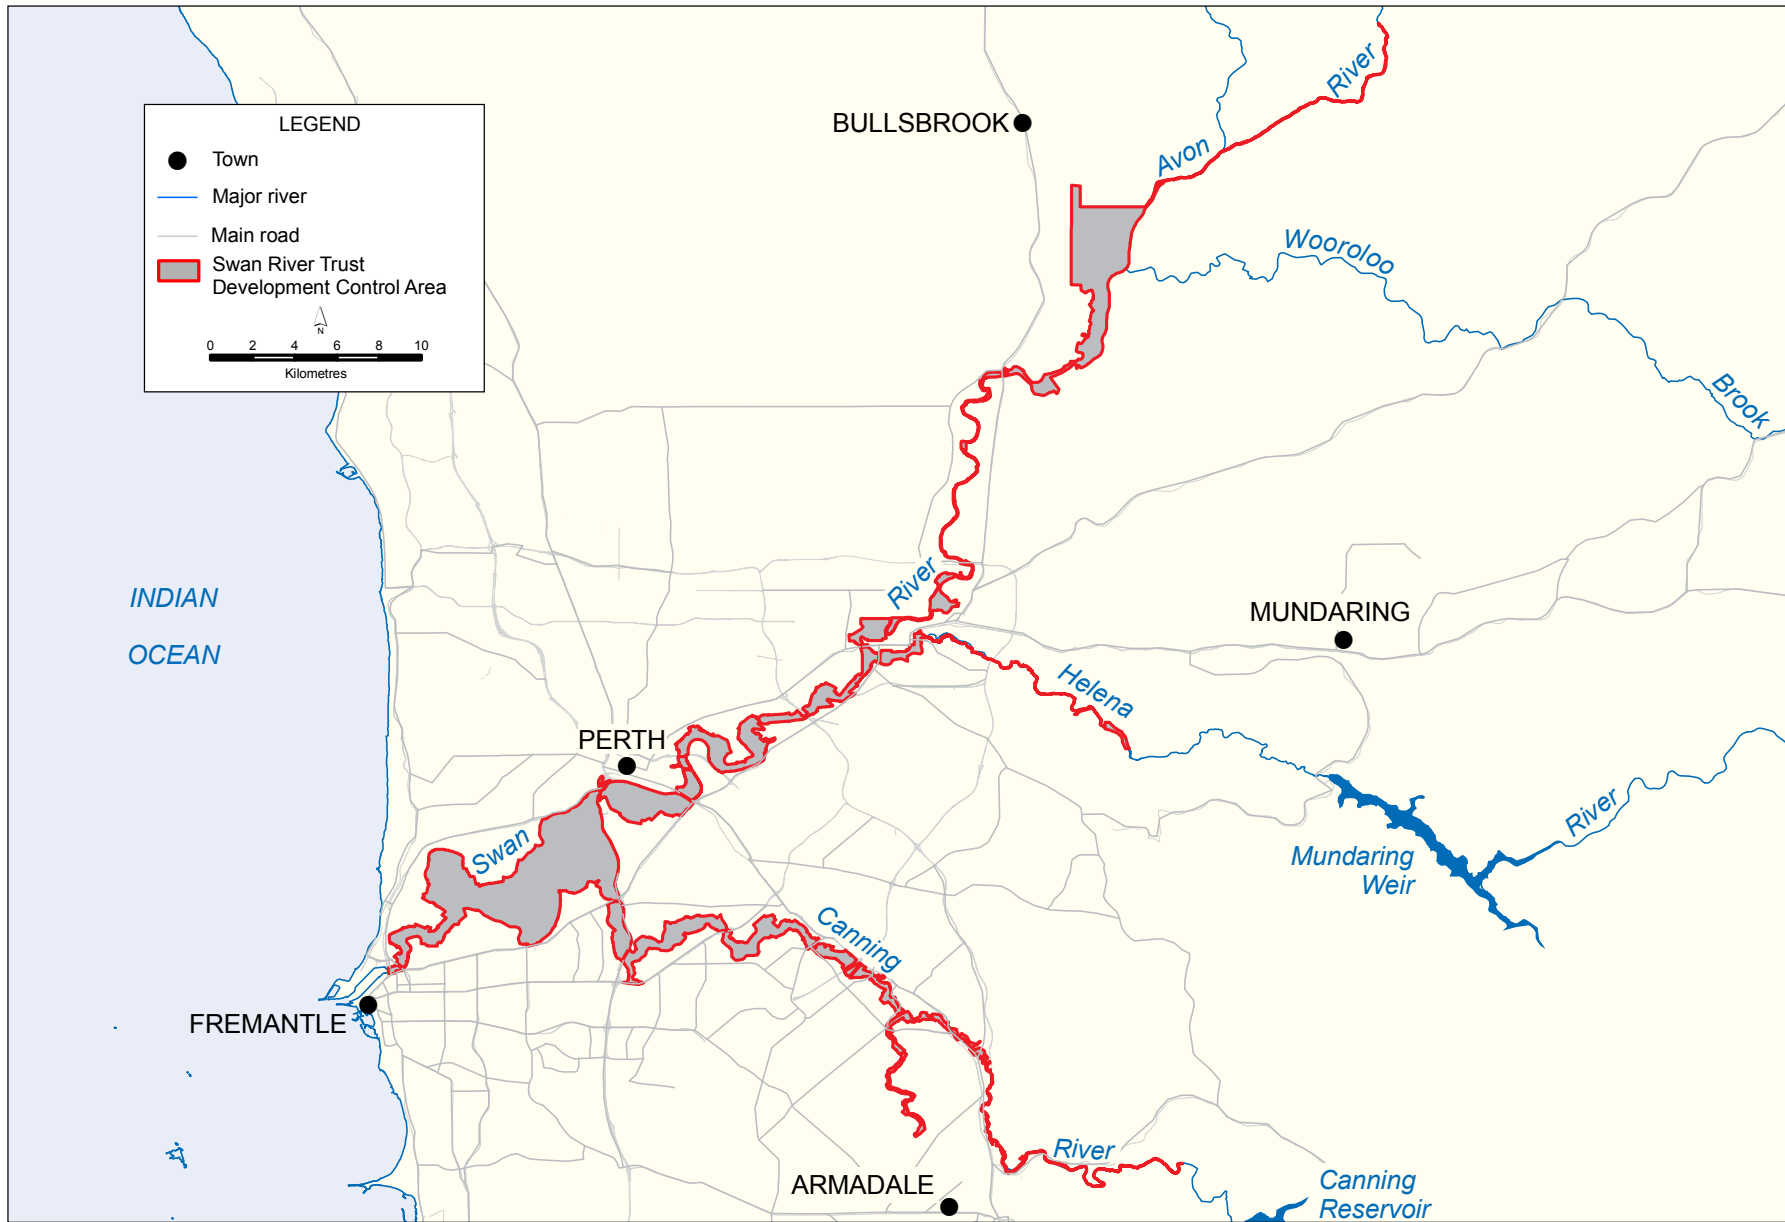 LEGEND
Town
Major river
Main road
Swan River Trust
Development Control Area
N
0 2 4 6 8 10
Kilometres
BULLSBROOK
River
Avon
Wooroloo
Brook
INDIAN
OCEAN
River
MUNDARING
Helena
PERTH
Swan
River
Mundaring
Weir
Canning
FREMANTLE
River
ARMADALE
Canning
Reservoir